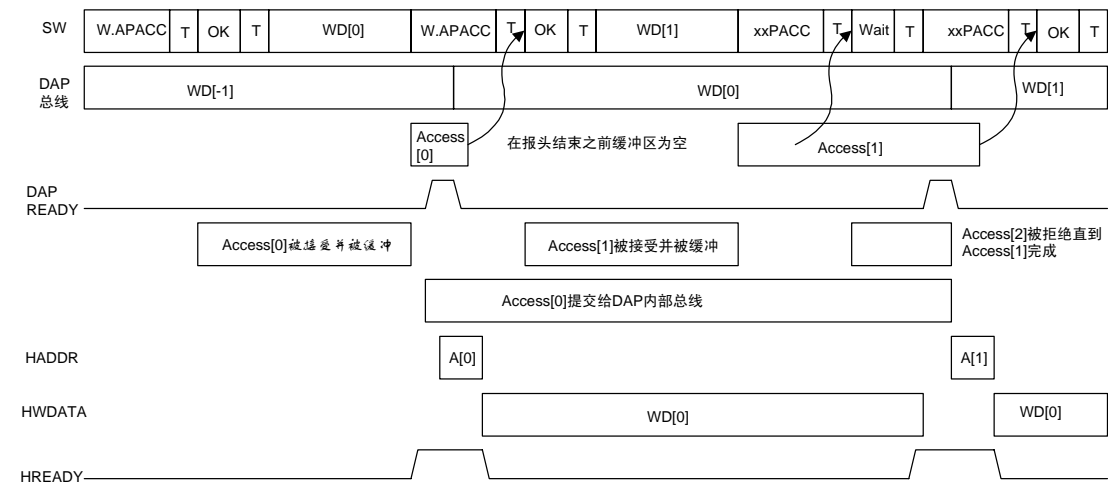 SW W.APACC T OK T WD[0] W.APACC T OK T WD[1] xxPACC T Wait T xxPACC T OK T
DAP
总线
WD[-1] WD[0] WD[1]
Access
[0]
在报头结束之前缓冲区为空
Access[1]
DAP
READY
Access[0]被接受并被缓冲
Access[1]被接受并被缓冲
Access[2]被拒绝直到
Access[1]完成
Access[0]提交给DAP内部总线
HADDR A[0] A[1]
HWDATA WD[0] WD[0]
HREADY